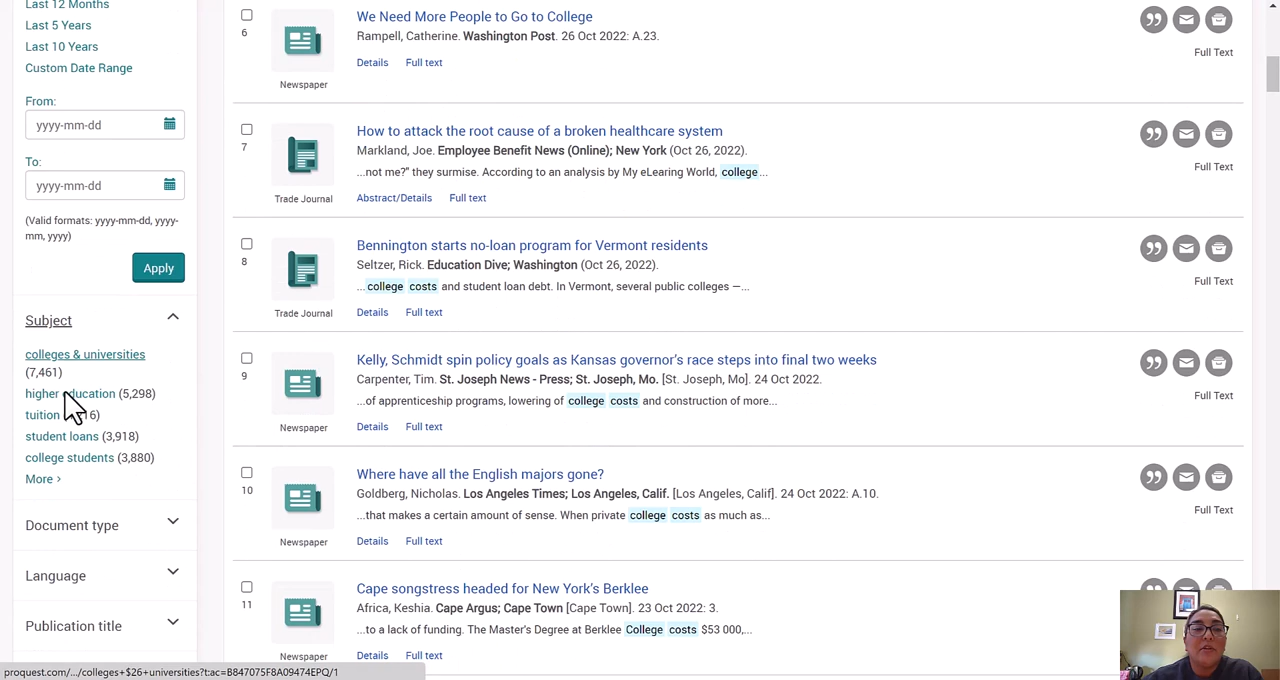 Last 12 Months
Last 5 Years
Last 10 Years
Custom Date Range
From:
yyyy-mm-dd
To:
yyyy-mm-dd
(Valid formats: yyyy-mm-dd, yyyy-
mm, yyyy)
Apply
Subject
colleges & universities
(7,461)
higher education (5,298)
tuition 16)
student loans (3,918)
college students (3,880)
More ›
Document type
Language
Publication title
6
Newspaper
We Need More People to Go to College
Rampell, Catherine. Washington Post. 26 Oct 2022: A.23.
Details Full text
Full Text
7
Trade Journal
How to attack the root cause of a broken healthcare system
Markland, Joe. Employee Benefit News (Online); New York (Oct 26, 2022).
...not me?" they surmise. According to an analysis by My eLearing World, college...
Abstract/Details Full text
Full Text
8
Trade Journal
Bennington starts no-loan program for Vermont residents
Seltzer, Rick. Education Dive; Washington (Oct 26, 2022).
...college costs and student loan debt. In Vermont, several public colleges —...
Details Full text
Full Text
9
Newspaper
Kelly, Schmidt spin policy goals as Kansas governor's race steps into final two weeks
Carpenter, Tim. St. Joseph News - Press; St. Joseph, Mo. [St. Joseph, Mo]. 24 Oct 2022.
...of apprenticeship programs, lowering of college costs and construction of more...
Details Full text
Full Text
10
Newspaper
Where have all the English majors gone?
Goldberg, Nicholas. Los Angeles Times; Los Angeles, Calif. [Los Angeles, Calif]. 24 Oct 2022: A.10.
...that makes a certain amount of sense. When private college costs as much as...
Details Full text
Full Text
11
Newspaper
Cape songstress headed for New York's Berklee
Africa, Keshia. Cape Argus; Cape Town [Cape Town]. 23 Oct 2022: 3.
...to a lack of funding. The Master's Degree at Berklee College costs $53 000,...
Details Full text
proquest.com/.../colleges+$26+universities?t:ac=B847075F8A09474EPQ/1